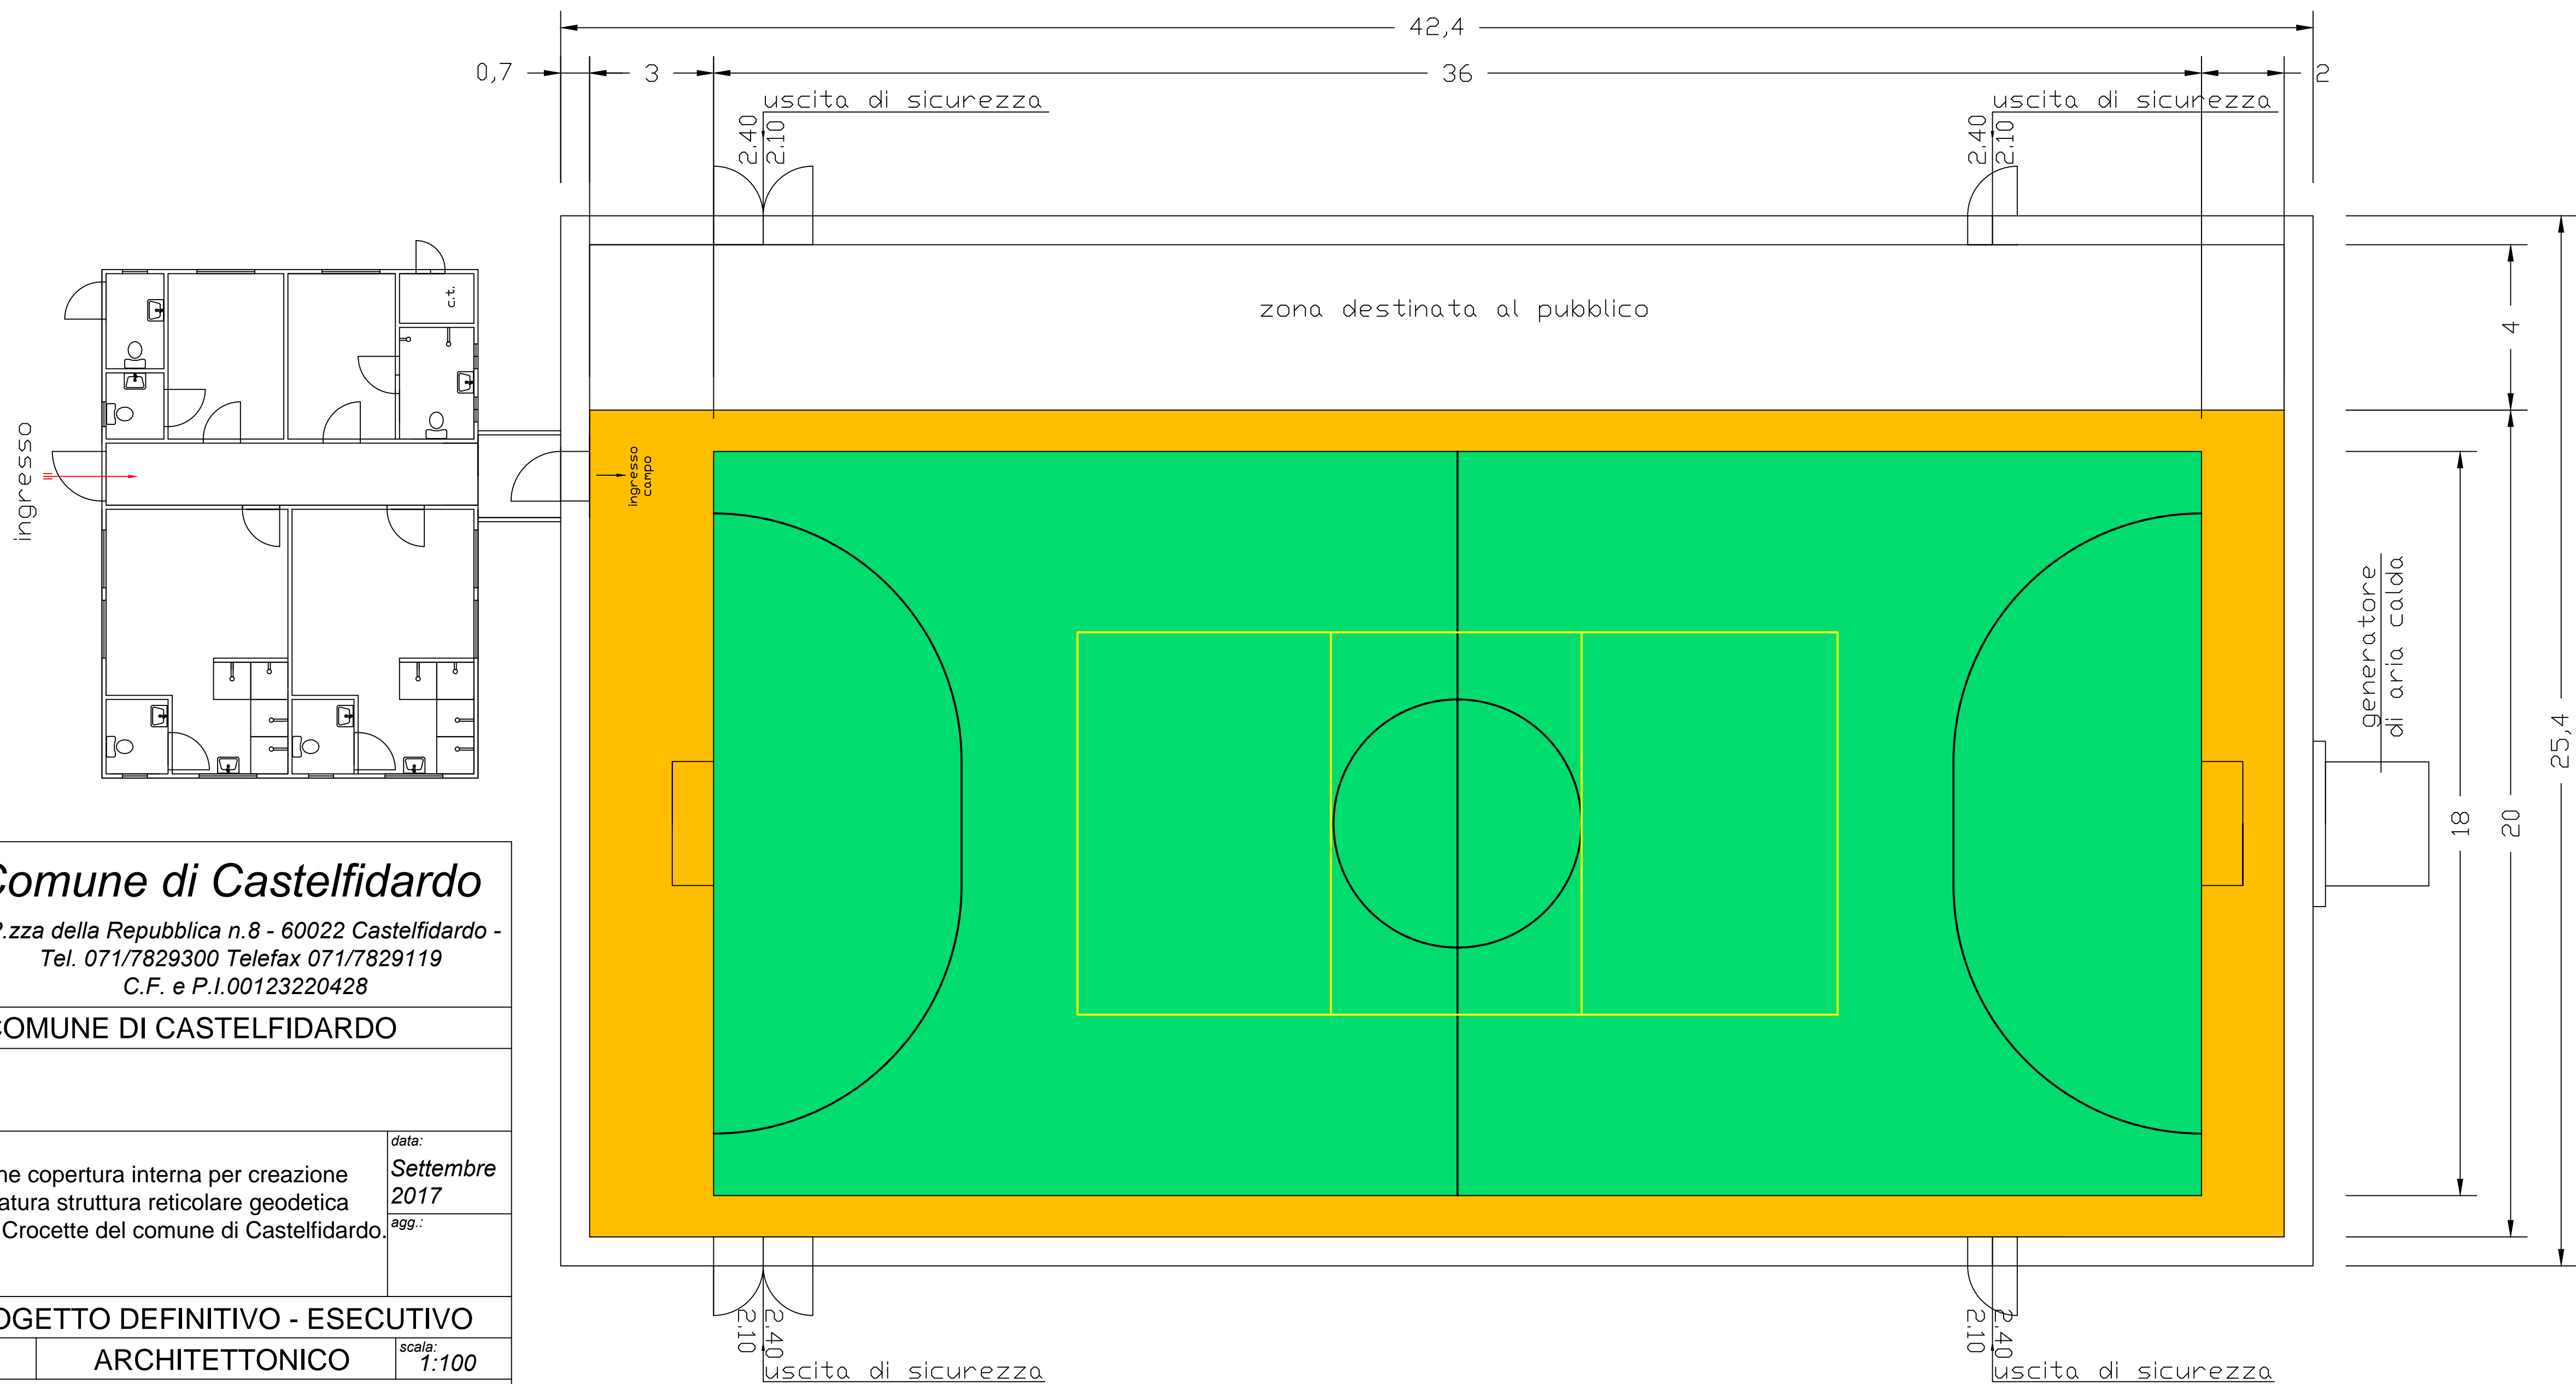 42,4
0,7
3
36
2
uscita di sicurezza
uscita di sicurezza
2.40
2.10
2.40
2.10
zona destinata al pubblico
c.t.
ingresso
ingresso
campo
4
18
20
25,4
generatore
di aria calda
2.10
2.40
2.10
2.40
uscita di sicurezza
uscita di sicurezza
Comune di Castelfidardo
P.zza della Repubblica n.8 - 60022 Castelfidardo -
Tel. 071/7829300 Telefax 071/7829119
C.F. e P.I.00123220428
COMUNE DI CASTELFIDARDO
data:
Settembre
2017
agg.:
ne copertura interna per creazione
atura struttura reticolare geodetica
Crocette del comune di Castelfidardo.
OGETTO DEFINITIVO - ESECUTIVO
ARCHITETTONICO
scala:
1:100